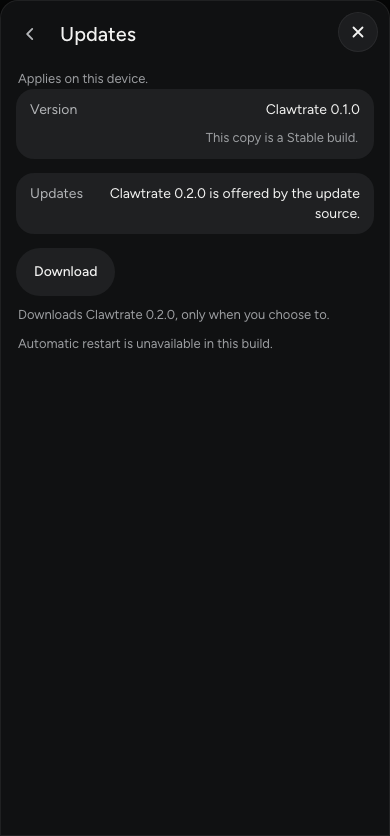 Updates
Applies on this device.
Version Clawtrate 0.1.0
This copy is a Stable build.
Updates Clawtrate 0.2.0 is offered by the update
source.
Download
Downloads Clawtrate 0.2.0, only when you choose to.
Automatic restart is unavailable in this build.